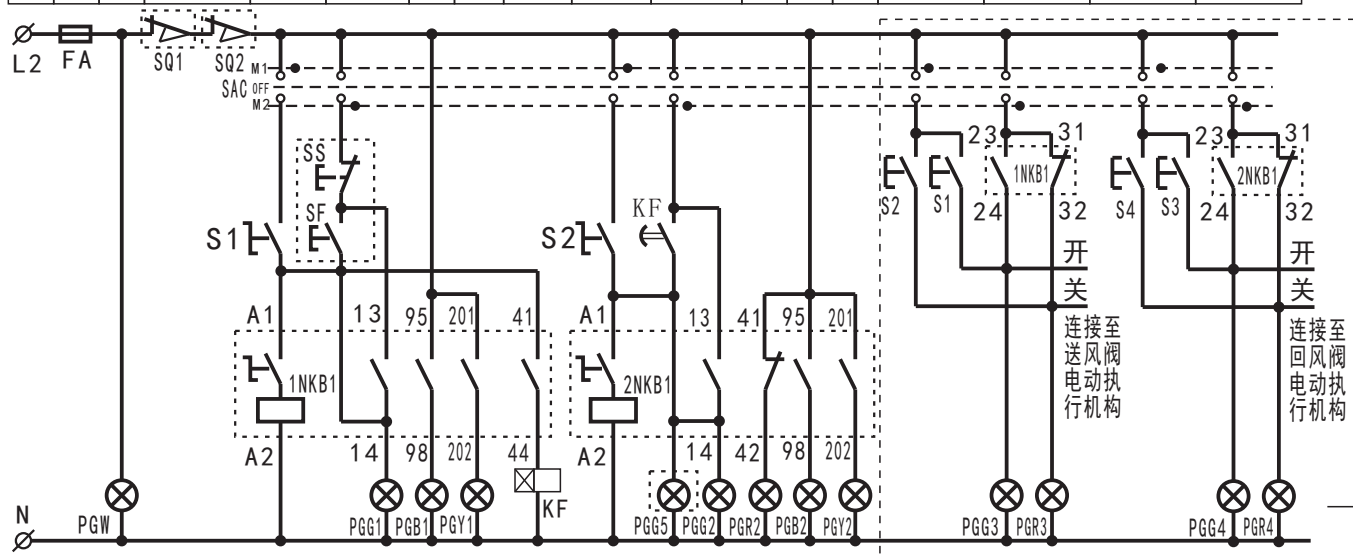 L2 FA SQ1 SQ2
SAC
M1
OFF
M2
SS
SF
S1
S2
KF
S2 S1
23 31
1NKB1
24 32
S4 S3
23 31
2NKB1
24 32
开
关
开
关
连接至
送风阀
电动执
行机构
连接至
回风阀
电动执
行机构
A1 13 95 201 41
1NKB1
A2 14 98 202 44
KF
A1 13 41 95 201
2NKB1
A2 14 42 98 202
N
PGW PGG1 PGB1 PGY1 PGG5 PGG2 PGR2 PGB2 PGY2 PGG3 PGR3 PGG4 PGR4